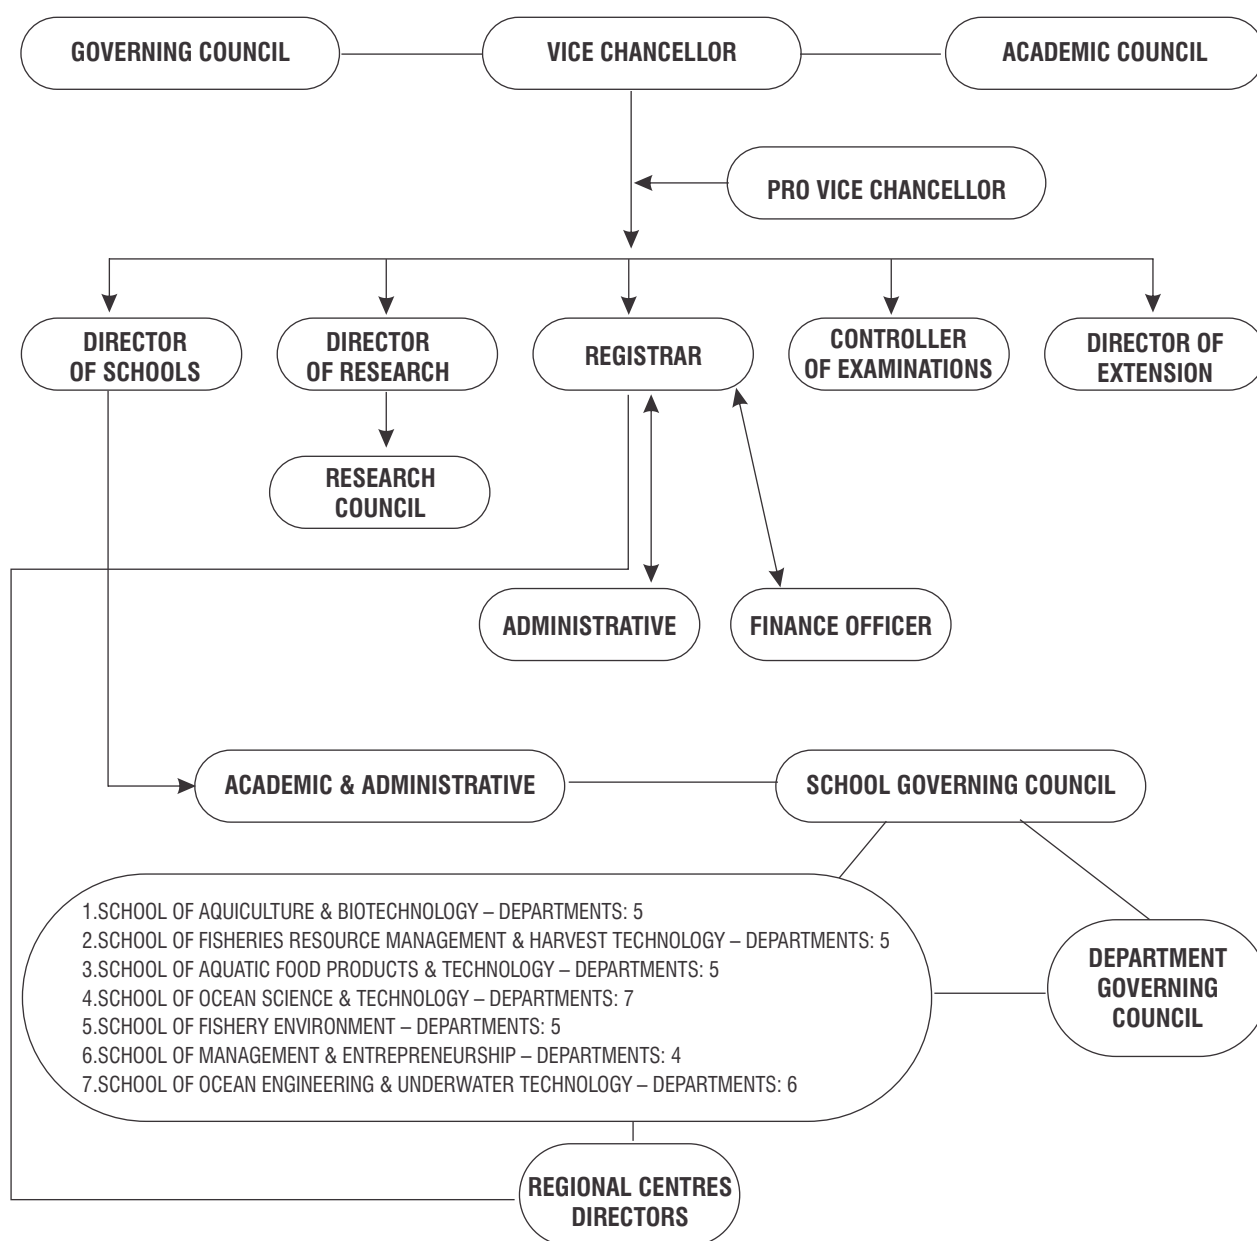 GOVERNING COUNCIL
VICE CHANCELLOR
ACADEMIC COUNCIL
PRO VICE CHANCELLOR
DIRECTOR
OF SCHOOLS
DIRECTOR
OF RESEARCH
REGISTRAR
CONTROLLER
OF EXAMINATIONS
DIRECTOR OF
EXTENSION
RESEARCH
COUNCIL
ADMINISTRATIVE
FINANCE OFFICER
ACADEMIC & ADMINISTRATIVE
SCHOOL GOVERNING COUNCIL
1.SCHOOL OF AQUICULTURE & BIOTECHNOLOGY – DEPARTMENTS: 5
2.SCHOOL OF FISHERIES RESOURCE MANAGEMENT & HARVEST TECHNOLOGY – DEPARTMENTS: 5
3.SCHOOL OF AQUATIC FOOD PRODUCTS & TECHNOLOGY – DEPARTMENTS: 5
4.SCHOOL OF OCEAN SCIENCE & TECHNOLOGY – DEPARTMENTS: 7
5.SCHOOL OF FISHERY ENVIRONMENT – DEPARTMENTS: 5
6.SCHOOL OF MANAGEMENT & ENTREPRENEURSHIP – DEPARTMENTS: 4
7.SCHOOL OF OCEAN ENGINEERING & UNDERWATER TECHNOLOGY – DEPARTMENTS: 6
DEPARTMENT
GOVERNING
COUNCIL
REGIONAL CENTRES
DIRECTORS